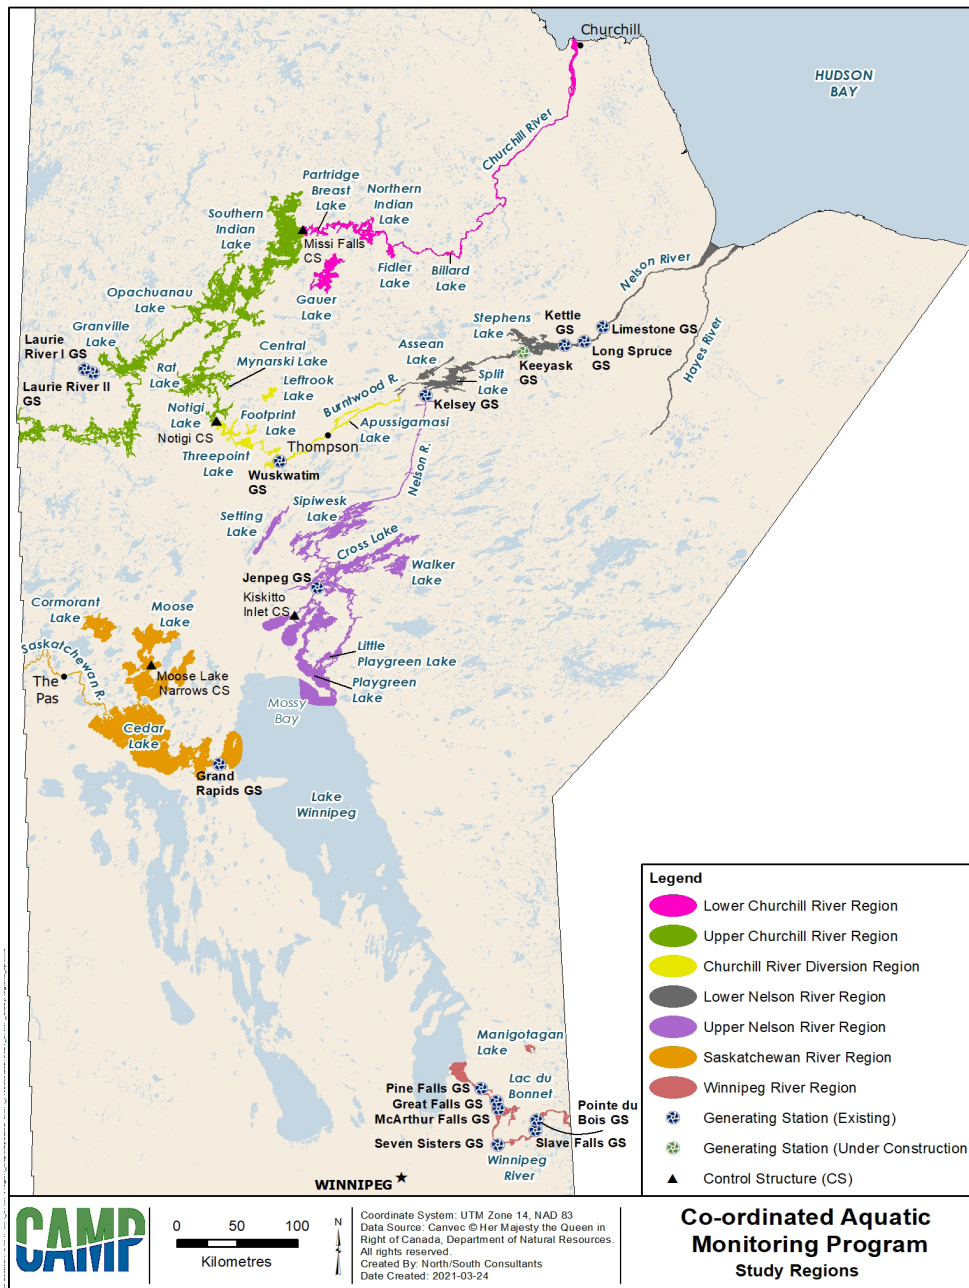 Churchill
HUDSON
BAY
Churchill River
Partridge
Breast
Lake
Northern
Indian
Lake
Southern
Indian
Lake
Missi Falls
CS
Fidler
Lake
Billard
Lake
Nelson River
Opachuanau
Lake
Gauer
Lake
Granville
Lake
Laurie
River I GS
Laurie River II
GS
Rat
Lake
Central
Mynarski Lake
Leftrook
Lake
Assean
Lake
Stephens
Lake
Kettle
GS
Limestone GS
Long Spruce
GS
Keeyask
GS
Split
Lake
Hayes River
Burntwood R.
Kelsey GS
Notigi
Lake
Notigi CS
Footprint
Lake
Apussigamasi
Lake
Thompson
Threepoint
Lake
Wuskwatim
GS
Nelson R.
Setting
Lake
Sipiwesk
Lake
Cross Lake
Walker
Lake
Jenpeg GS
Kiskitto
Inlet CS
Cormorant
Lake
Moose
Lake
Saskatchewan R.
The
Pas
Moose Lake
Narrows CS
Little
Playgreen Lake
Playgreen
Lake
Mossy
Bay
Cedar
Lake
Grand
Rapids GS
Lake
Winnipeg
Manigotagan
Lake
Pine Falls GS
Great Falls GS
McArthur Falls GS
Lac du
Bonnet
Pointe du
Bois GS
Slave Falls GS
Seven Sisters GS
Winnipeg
River
WINNIPEG
Legend
Lower Churchill River Region
Upper Churchill River Region
Churchill River Diversion Region
Lower Nelson River Region
Upper Nelson River Region
Saskatchewan River Region
Winnipeg River Region
Generating Station (Existing)
Generating Station (Under Construction
Control Structure (CS)
CAMP
0 50 100
Kilometres
N
Coordinate System: UTM Zone 14, NAD 83
Data Source: Canvec © Her Majesty the Queen in
Right of Canada, Department of Natural Resources.
All rights reserved.
Created By: North/South Consultants
Date Created: 2021-03-24
Co-ordinated Aquatic
Monitoring Program
Study Regions